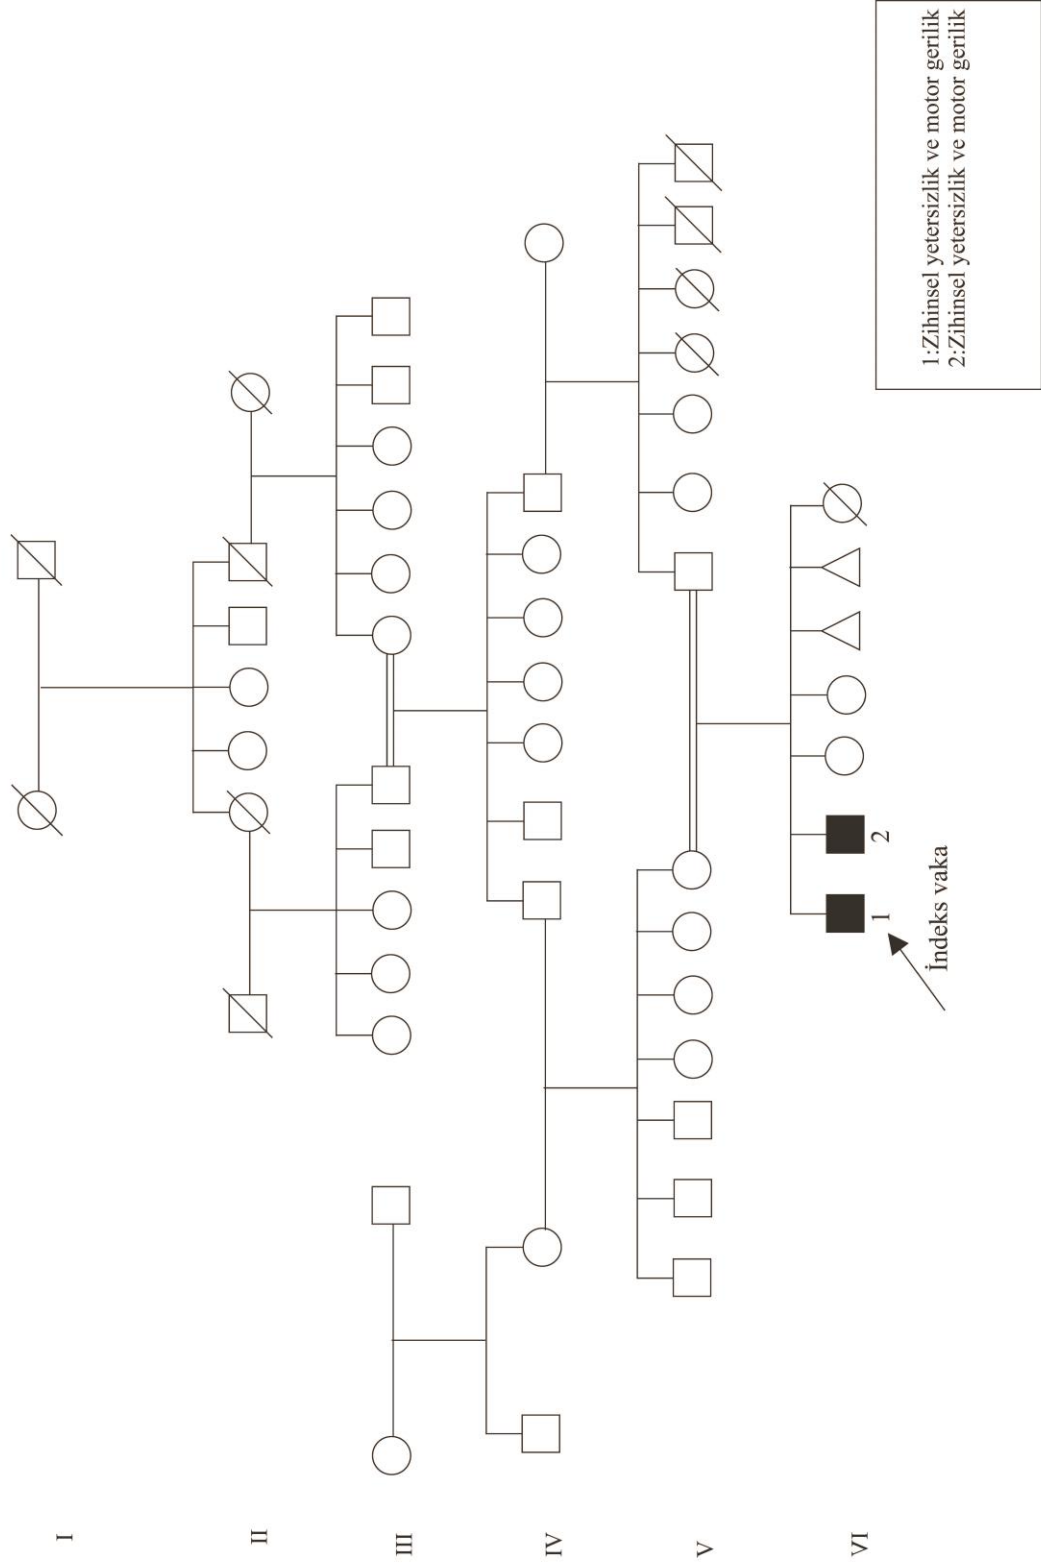 I
II
III
IV
V
VI
1
2
İndeks vaka
1:Zihinsel yetersizlik ve motor gerilik
2:Zihinsel yetersizlik ve motor gerilik